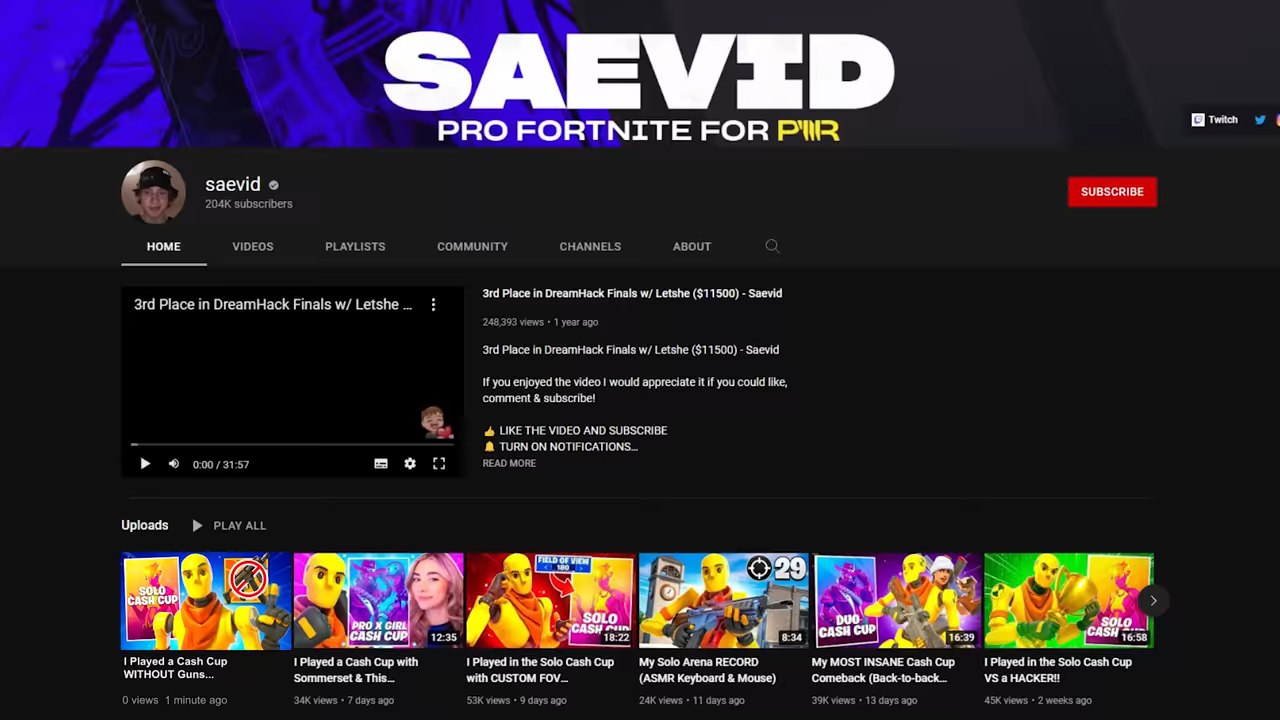 SAEVID
PRO FORTNITE FOR PWR
Twitch
saevid
204K subscribers
SUBSCRIBE
HOME VIDEOS PLAYLISTS COMMUNITY CHANNELS ABOUT
3rd Place in DreamHack Finals w/ Letshe ...
0:00 / 31:57
3rd Place in DreamHack Finals w/ Letshe ($11500) - Saevid
248,393 views • 1 year ago
3rd Place in DreamHack Finals w/ Letshe ($11500) - Saevid
If you enjoyed the video I would appreciate it if you could like,
comment & subscribe!
👍 LIKE THE VIDEO AND SUBSCRIBE
🔔 TURN ON NOTIFICATIONS...
READ MORE
Uploads PLAY ALL
SOLO
CASH CUP
I Played a Cash Cup
WITHOUT Guns...
0 views 1 minute ago
PRO X GIRL
CASH CUP
12:35
I Played a Cash Cup with
Sommerset & This...
34K views • 7 days ago
FIELD OF VIEW
180
SOLO
CASH CUP
18:22
I Played in the Solo Cash Cup
with CUSTOM FOV...
53K views • 9 days ago
29
8:34
My Solo Arena RECORD
(ASMR Keyboard & Mouse)
24K views • 11 days ago
DUO
CASH CUP
16:39
My MOST INSANE Cash Cup
Comeback (Back-to-back...
39K views • 13 days ago
SOLO
CASH CUP
16:58
I Played in the Solo Cash Cup
VS a HACKER!!
45K views • 2 weeks ago